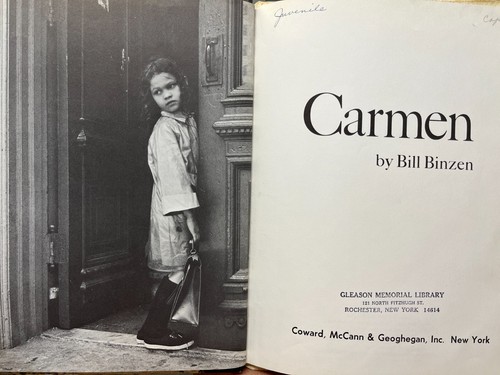 Juvenile
Carmen
by Bill Binzen
GLEASON MEMORIAL LIBRARY
121 NORTH FITZHUGH ST.
ROCHESTER, NEW YORK 14614
Coward, McCann & Geoghegan, Inc. New York